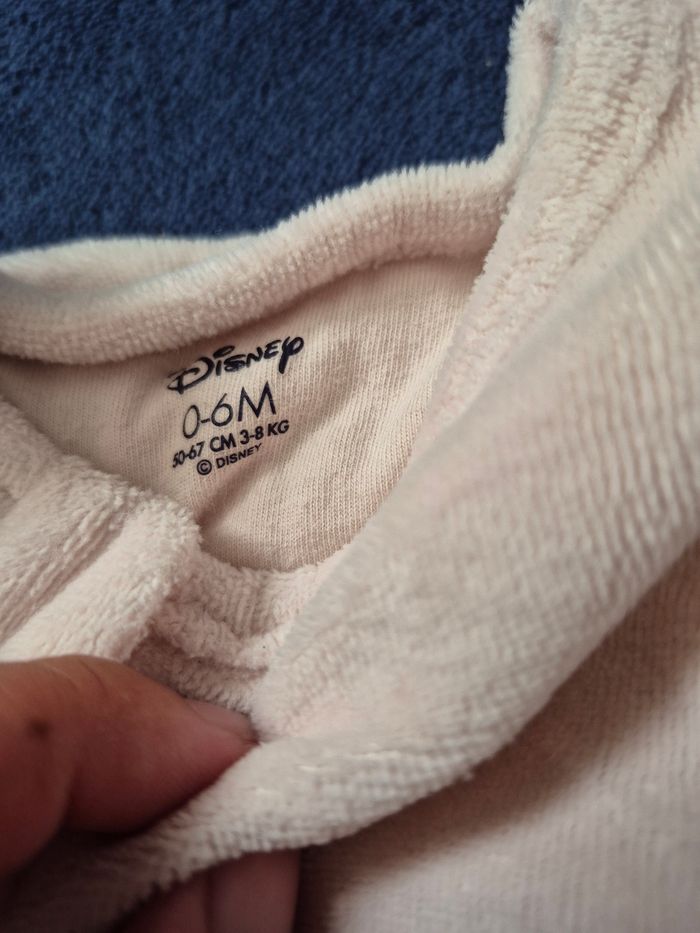 Disney
0-6M
50-67 CM 3-8 KG
© DISNEY